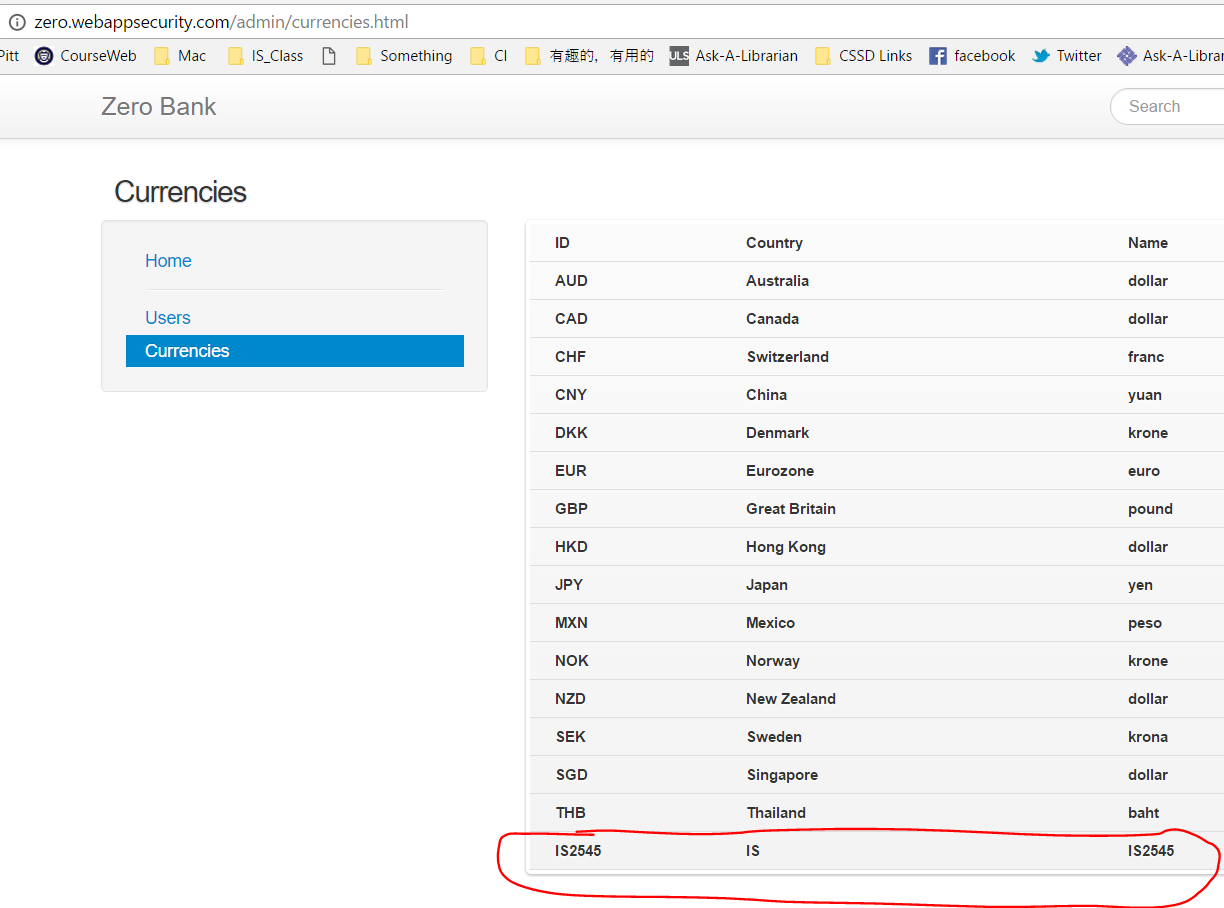 zero.webappsecurity.com/admin/currencies.html
Pitt CourseWeb Mac IS_Class Something CI 有趣的，有用的 ULS Ask-A-Librarian CSSD Links facebook Twitter Ask-A-Librar
Zero Bank Search
Currencies
Home
Users
Currencies
ID Country Name
AUD Australia dollar
CAD Canada dollar
CHF Switzerland franc
CNY China yuan
DKK Denmark krone
EUR Eurozone euro
GBP Great Britain pound
HKD Hong Kong dollar
JPY Japan yen
MXN Mexico peso
NOK Norway krone
NZD New Zealand dollar
SEK Sweden krona
SGD Singapore dollar
THB Thailand baht
IS2545 IS IS2545